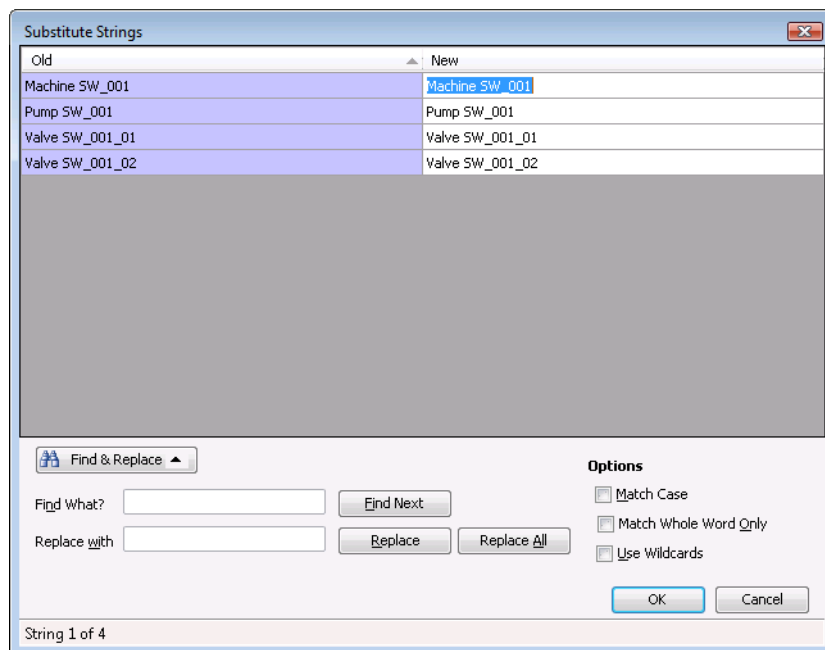 Substitute Strings
Old New
Machine SW_001 Machine SW_001
Pump SW_001 Pump SW_001
Valve SW_001_01 Valve SW_001_01
Valve SW_001_02 Valve SW_001_02
Find & Replace
Options
Find What? Find Next Match Case
Match Whole Word Only
Replace with Replace Replace All
Use Wildcards
OK Cancel
String 1 of 4